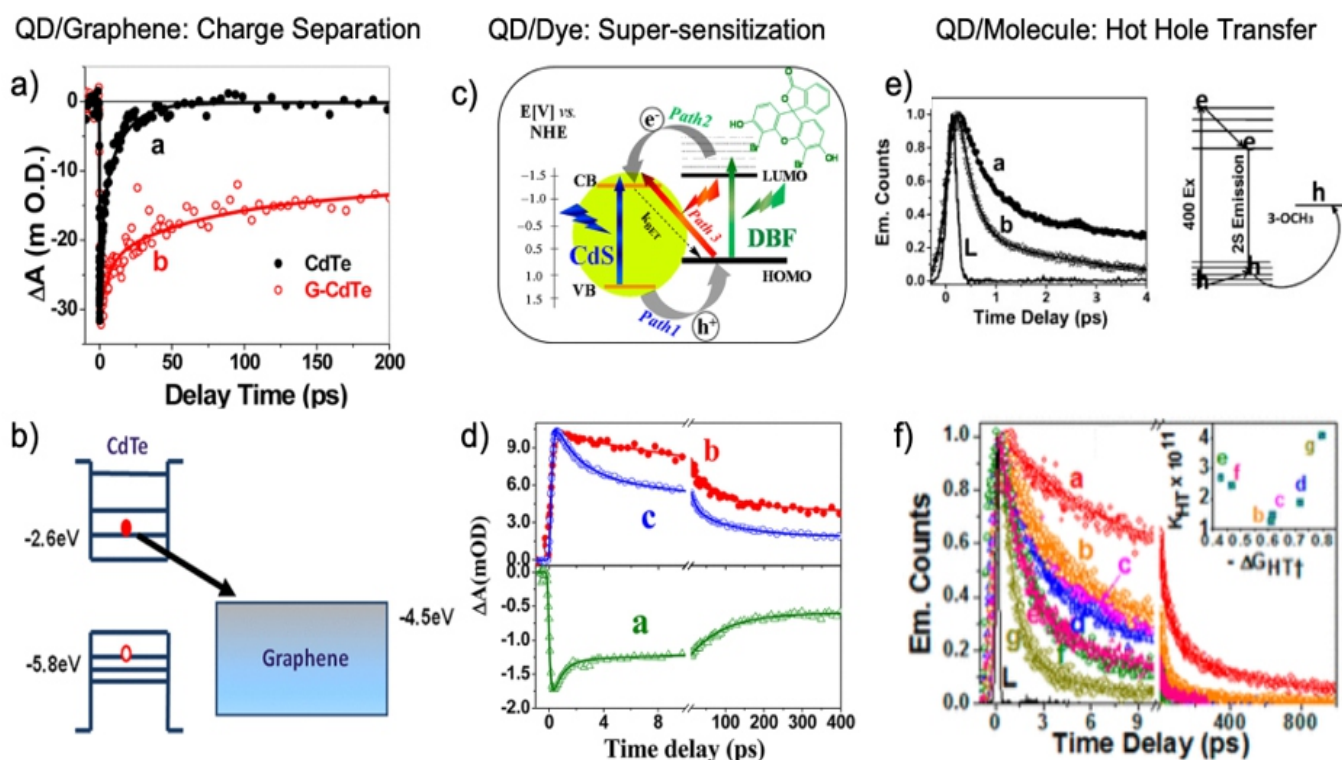 QD/Graphene: Charge Separation
QD/Dye: Super-sensitization
QD/Molecule: Hot Hole Transfer
a)
ΔA (m O.D.)
0
-10
-20
-30
a
b
CdTe
G-CdTe
0 50 100 150 200
Delay Time (ps)
b)
CdTe
-2.6eV
-5.8eV
Graphene
-4.5eV
c)
E[V] vs.
NHE
-1.5
-1.0
0.5
0.5
1.0
1.5
CB
VB
CdS
e-
Path2
kBET
Path 3
LUMO
DBF
HOMO
Path1
h+
O
O
HO
O
OH
Br
Br
OH
d)
ΔA(mOD)
9.0
6.0
3.0
0.0
-0.5
-1.0
-1.5
-2.0
b
c
a
0 4 8 100 200 300 400
Time delay (ps)
e)
Em. Counts
1.0
0.8
0.6
0.4
0.2
0.0
a
b
L
0 1 2 3 4
Time Delay (ps)
e
e
400 Ex
2S Emission
h
h
3-OCH3
h
f)
Em. Counts
1.0
0.8
0.6
0.4
0.2
0.0
a
b
c
d
e
f
g
L
0 3 6 9 400 800
Time Delay (ps)
KHT x 10^11
4
3
2
1
e
f
b
c
d
g
0.4 0.5 0.6 0.7 0.8
- ΔGHT†